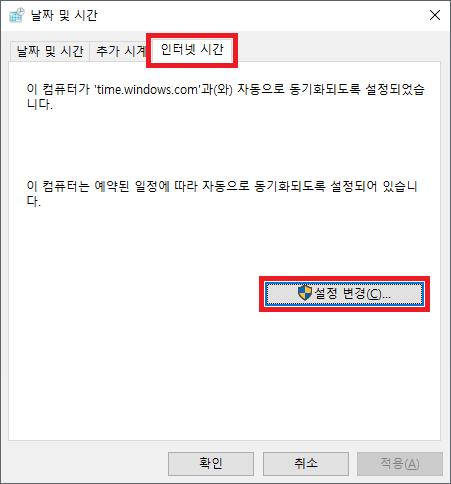 날짜 및 시간
날짜 및 시간 추가 시계 인터넷 시간
이 컴퓨터가 'time.windows.com'과(와) 자동으로 동기화되도록 설정되었습
니다.
이 컴퓨터는 예약된 일정에 따라 자동으로 동기화되도록 설정되어 있습니
다.
설정 변경(C)...
확인 취소 적용(A)